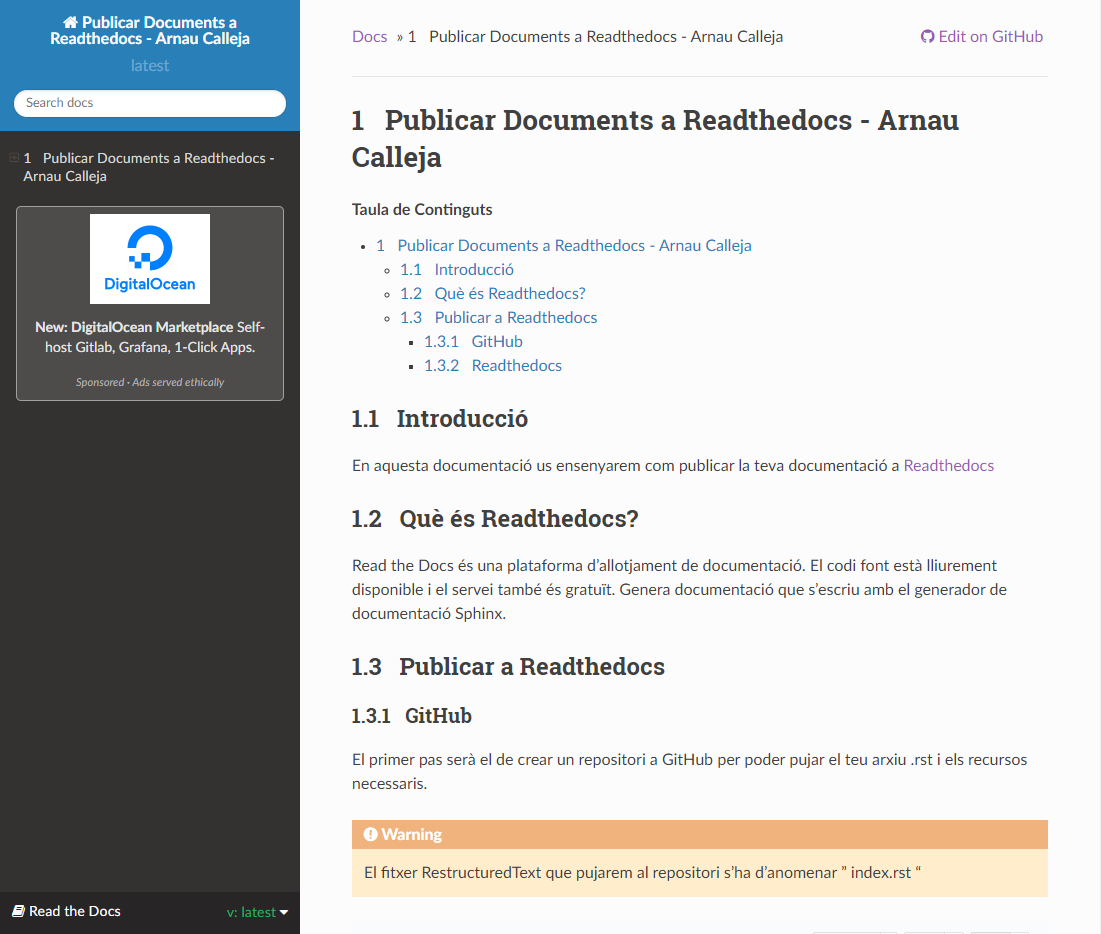 Publicar Documents a
Readthedocs - Arnau Calleja
latest
Search docs
1 Publicar Documents a Readthedocs -
Arnau Calleja
DigitalOcean
New: DigitalOcean Marketplace Self-
host Gitlab, Grafana, 1-Click Apps.
Sponsored · Ads served ethically
Read the Docs
v: latest
Docs » 1 Publicar Documents a Readthedocs - Arnau Calleja
Edit on GitHub
1 Publicar Documents a Readthedocs - Arnau
Calleja
Taula de Continguts
1 Publicar Documents a Readthedocs - Arnau Calleja
1.1 Introducció
1.2 Què és Readthedocs?
1.3 Publicar a Readthedocs
1.3.1 GitHub
1.3.2 Readthedocs
1.1 Introducció
En aquesta documentació us ensenyarem com publicar la teva documentació a Readthedocs
1.2 Què és Readthedocs?
Read the Docs és una plataforma d’allotjament de documentació. El codi font està lliurement
disponible i el servei també és gratuït. Genera documentació que s’escriu amb el generador de
documentació Sphinx.
1.3 Publicar a Readthedocs
1.3.1 GitHub
El primer pas serà el de crear un repositori a GitHub per poder pujar el teu arxiu .rst i els recursos
necessaris.
Warning
El fitxer RestructuredText que pujarem al repositori s’ha d’anomenar ” index.rst “